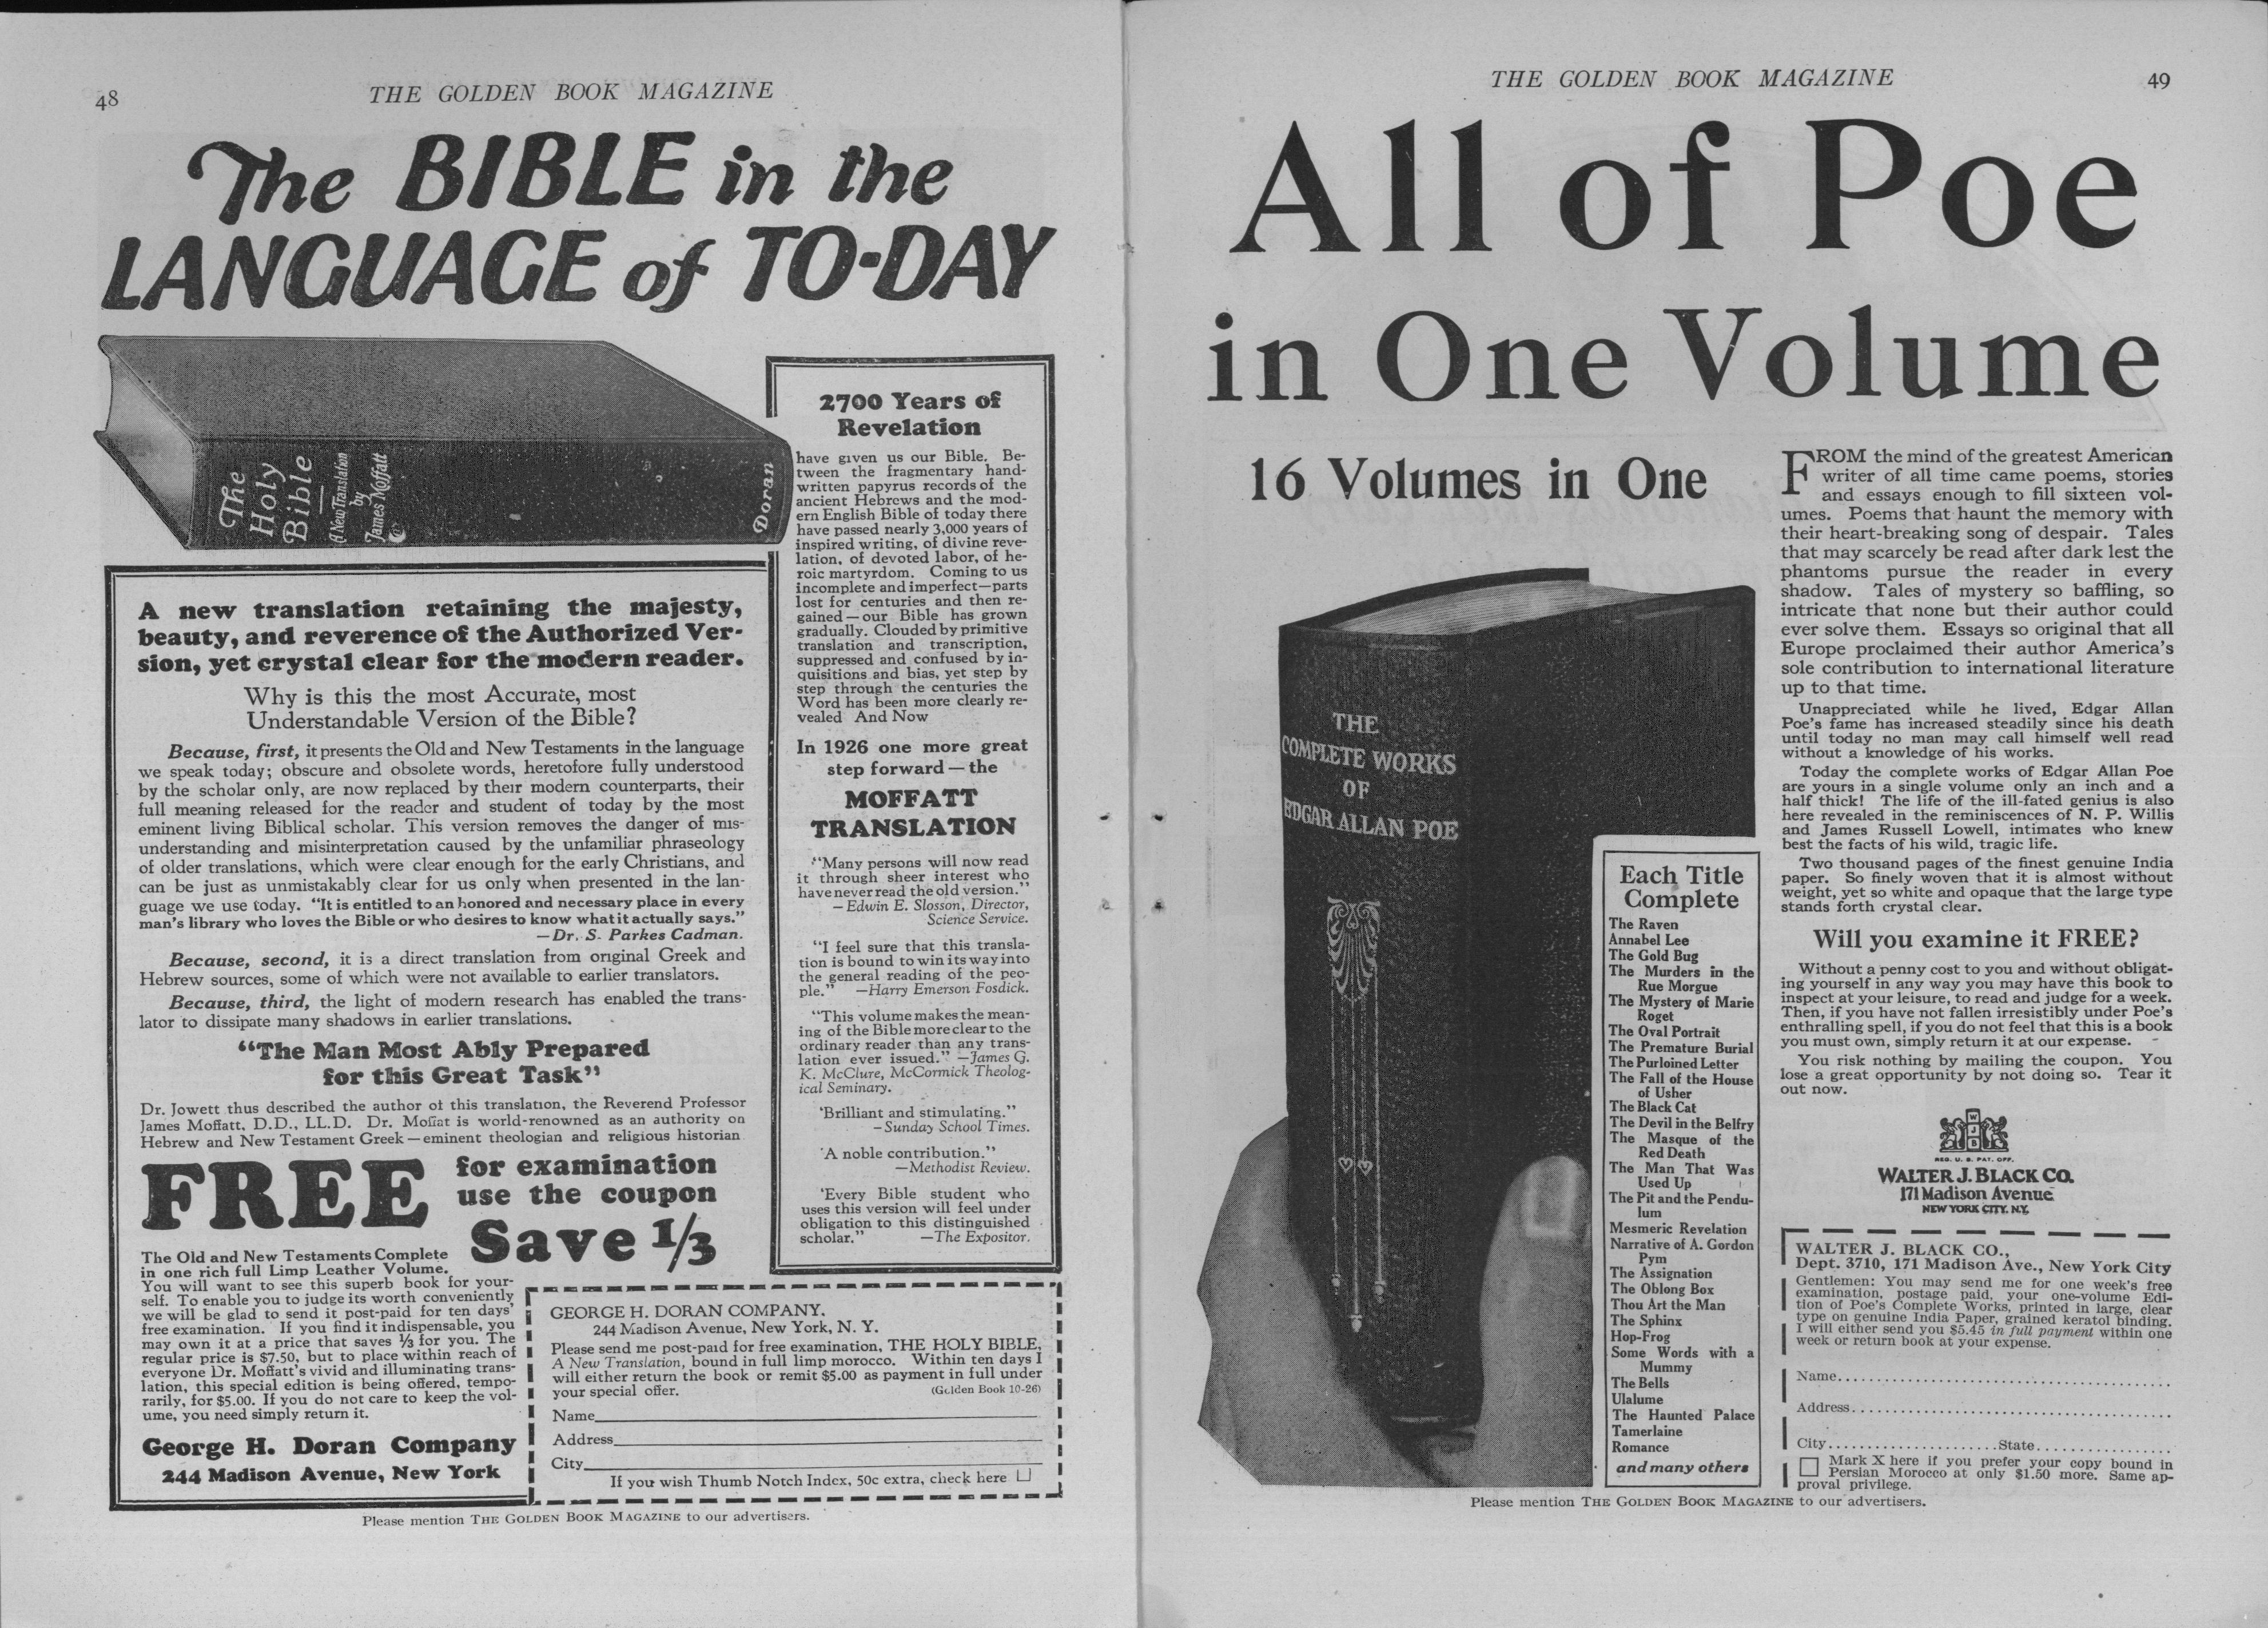 48
THE GOLDEN BOOK MAGAZINE
The BIBLE in the
LANGUAGE of TO-DAY
The
Holy
Bible
A New Translation
by
James Moffatt
Doran
A new translation retaining the majesty,
beauty, and reverence of the Authorized Ver-
sion, yet crystal clear for the modern reader.
Why is this the most Accurate, most
Understandable Version of the Bible?
Because, first, it presents the Old and New Testaments in the language
we speak today; obscure and obsolete words, heretofore fully understood
by the scholar only, are now replaced by their modern counterparts, their
full meaning released for the reader and student of today by the most
eminent living Biblical scholar. This version removes the danger of mis-
understanding and misinterpretation caused by the unfamiliar phraseology
of older translations, which were clear enough for the early Christians, and
can be just as unmistakably clear for us only when presented in the lan-
guage we use today. "It is entitled to an honored and necessary place in every
man's library who loves the Bible or who desires to know what it actually says."
—Dr. S. Parkes Cadman.
Because, second, it is a direct translation from original Greek and
Hebrew sources, some of which were not available to earlier translators.
Because, third, the light of modern research has enabled the trans-
lator to dissipate many shadows in earlier translations.
"The Man Most Ably Prepared
for this Great Task"
Dr. Jowett thus described the author of this translation, the Reverend Professor
James Moffatt, D.D., LL.D. Dr. Moffat is world-renowned as an authority on
Hebrew and New Testament Greek—eminent theologian and religious historian
FREE for examination
use the coupon
Save 1/3
The Old and New Testaments Complete
in one rich full Limp Leather Volume.
You will want to see this superb book for your-
self. To enable you to judge its worth conveniently
we will be glad to send it post-paid for ten days'
free examination. If you find it indispensable, you
may own it at a price that saves ⅓ for you. The
regular price is $7.50, but to place within reach of
everyone Dr. Moffatt's vivid and illuminating trans-
lation, this special edition is being offered, tempo-
rarily, for $5.00. If you do not care to keep the vol-
ume, you need simply return it.
George H. Doran Company
244 Madison Avenue, New York
2700 Years of
Revelation
have given us our Bible. Be-
tween the fragmentary hand-
written papyrus records of the
ancient Hebrews and the mod-
ern English Bible of today there
have passed nearly 3,000 years of
inspired writing, of divine reve-
lation, of devoted labor, of he-
roic martyrdom. Coming to us
incomplete and imperfect—parts
lost for centuries and then re-
gained—our Bible has grown
gradually. Clouded by primitive
translation and transcription,
suppressed and confused by in-
quisitions and bias, yet step by
step through the centuries the
Word has been more clearly re-
vealed And Now
In 1926 one more great
step forward—the
MOFFATT
TRANSLATION
"Many persons will now read
it through sheer interest who
have never read the old version."
—Edwin E. Slosson, Director,
Science Service.
"I feel sure that this transla-
tion is bound to win its way into
the general reading of the peo-
ple." —Harry Emerson Fosdick.
"This volume makes the mean-
ing of the Bible more clear to the
ordinary reader than any trans-
lation ever issued." —James G.
K. McClure, McCormick Theolog-
ical Seminary.
'Brilliant and stimulating."
—Sunday School Times.
'A noble contribution."
—Methodist Review.
'Every Bible student who
uses this version will feel under
obligation to this distinguished
scholar." —The Expositor.
GEORGE H. DORAN COMPANY,
244 Madison Avenue, New York, N. Y.
Please send me post-paid for free examination, THE HOLY BIBLE,
A New Translation, bound in full limp morocco. Within ten days I
will either return the book or remit $5.00 as payment in full under
your special offer. (Golden Book 10-26)
Name
Address
City
If you wish Thumb Notch Index, 50c extra, check here
Please mention THE GOLDEN BOOK MAGAZINE to our advertisers.
THE GOLDEN BOOK MAGAZINE
49
All of Poe
in One Volume
16 Volumes in One
THE
COMPLETE WORKS
OF
EDGAR ALLAN POE
Each Title
Complete
The Raven
Annabel Lee
The Gold Bug
The Murders in the
Rue Morgue
The Mystery of Marie
Roget
The Oval Portrait
The Premature Burial
The Purloined Letter
The Fall of the House
of Usher
The Black Cat
The Devil in the Belfry
The Masque of the
Red Death
The Man That Was
Used Up
The Pit and the Pendu-
lum
Mesmeric Revelation
Narrative of A. Gordon
Pym
The Assignation
The Oblong Box
Thou Art the Man
The Sphinx
Hop-Frog
Some Words with a
Mummy
The Bells
Ulalume
The Haunted Palace
Tamerlaine
Romance
and many others
FROM the mind of the greatest American
writer of all time came poems, stories
and essays enough to fill sixteen vol-
umes. Poems that haunt the memory with
their heart-breaking song of despair. Tales
that may scarcely be read after dark lest the
phantoms pursue the reader in every
shadow. Tales of mystery so baffling, so
intricate that none but their author could
ever solve them. Essays so original that all
Europe proclaimed their author America's
sole contribution to international literature
up to that time.
Unappreciated while he lived, Edgar Allan
Poe's fame has increased steadily since his death
until today no man may call himself well read
without a knowledge of his works.
Today the complete works of Edgar Allan Poe
are yours in a single volume only an inch and a
half thick! The life of the ill-fated genius is also
here revealed in the reminiscences of N. P. Willis
and James Russell Lowell, intimates who knew
best the facts of his wild, tragic life.
Two thousand pages of the finest genuine India
paper. So finely woven that it is almost without
weight, yet so white and opaque that the large type
stands forth crystal clear.
Will you examine it FREE?
Without a penny cost to you and without obligat-
ing yourself in any way you may have this book to
inspect at your leisure, to read and judge for a week.
Then, if you have not fallen irresistibly under Poe's
enthralling spell, if you do not feel that this is a book
you must own, simply return it at our expense.
You risk nothing by mailing the coupon. You
lose a great opportunity by not doing so. Tear it
out now.
W
J
B
REG. U. S. PAT. OFF.
WALTER J. BLACK CO.
171 Madison Avenue
NEW YORK CITY. N.Y.
WALTER J. BLACK CO.,
Dept. 3710, 171 Madison Ave., New York City
Gentlemen: You may send me for one week's free
examination, postage paid, your one-volume Edi-
tion of Poe's Complete Works, printed in large, clear
type on genuine India Paper, grained keratol binding.
I will either send you $5.45 in full payment within one
week or return book at your expense.
Name
Address
City State
Mark X here if you prefer your copy bound in
Persian Morocco at only $1.50 more. Same ap-
proval privilege.
Please mention THE GOLDEN BOOK MAGAZINE to our advertisers.